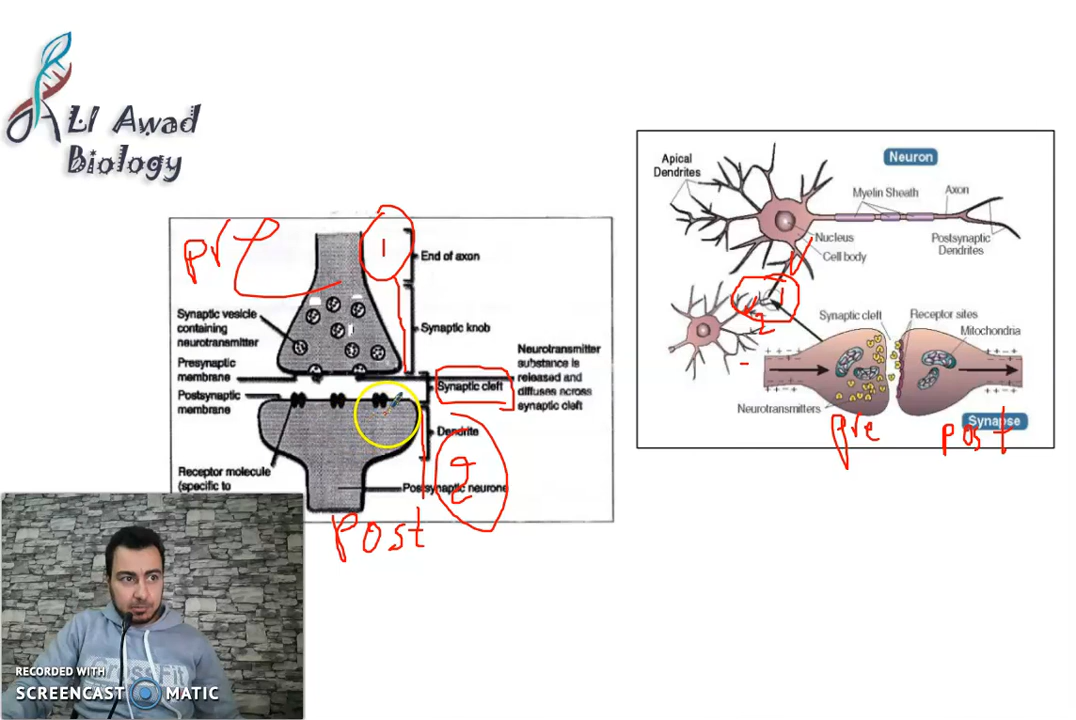 ALI Awad
Biology
pre
1
End of axon
Synaptic vesicle
containing
neurotransmitter
Synaptic knob
Presynaptic
membrane
Postsynaptic
membrane
Synaptic cleft
Neurotransmitter
substance is
released and
diffuses across
synaptic cleft
Dendrite
2
Receptor molecule
(specific to
Postsynaptic neurone
Post
Neuron
Apical
Dendrites
Myelin Sheath
Axon
Nucleus
Cell body
Postsynaptic
Dendrites
1
2
Synaptic cleft
Receptor sites
Mitochondria
Neurotransmitters
Synapse
pre
post
RECORDED WITH
SCREENCAST MATIC